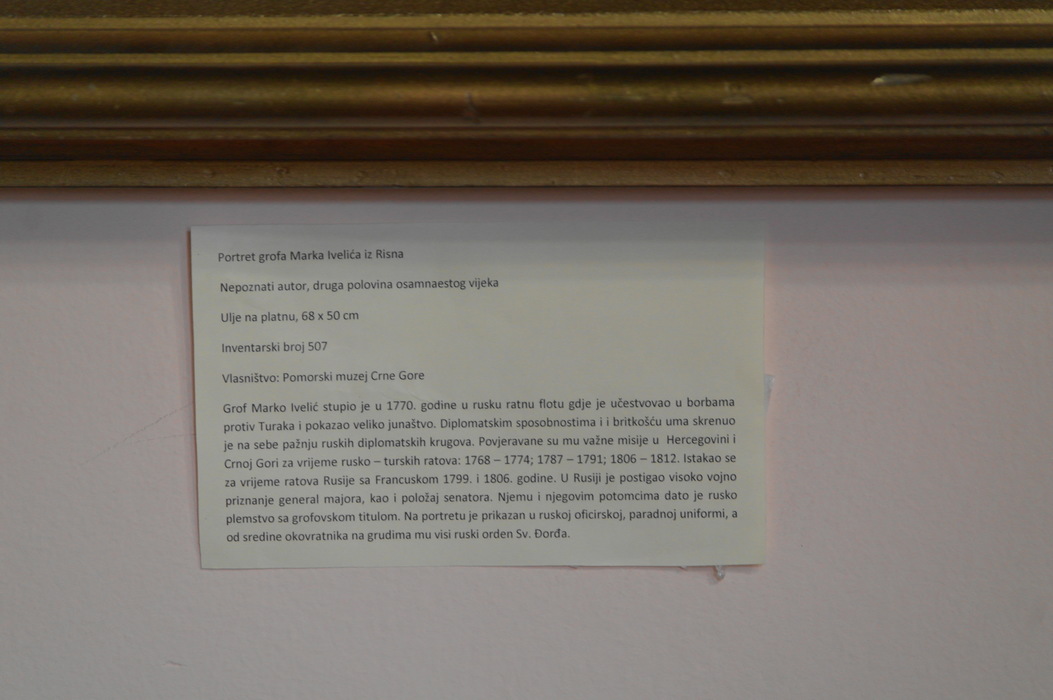 Portret grofa Marka Ivelića iz Risna
Nepoznati autor, druga polovina osamnaestog vijeka
Ulje na platnu, 68 x 50 cm
Inventarski broj 507
Vlasništvo: Pomorski muzej Crne Gore
Grof Marko Ivelić stupio je u 1770. godine u rusku ratnu flotu gdje je učestvovao u borbama
protiv Turaka i pokazao veliko junaštvo. Diplomatskim sposobnostima i i britkošću uma skrenuo
je na sebe pažnju ruskih diplomatskih krugova. Povjeravane su mu važne misije u Hercegovini i
Crnoj Gori za vrijeme rusko – turskih ratova: 1768 – 1774; 1787 – 1791; 1806 – 1812. Istakao se
za vrijeme ratova Rusije sa Francuskom 1799. i 1806. godine. U Rusiji je postigao visoko vojno
priznanje general majora, kao i položaj senatora. Njemu i njegovim potomcima dato je rusko
plemstvo sa grofovskom titulom. Na portretu je prikazan u ruskoj oficirskoj, paradnoj uniformi, a
od sredine okovratnika na grudima mu visi ruski orden Sv. Đorđa.